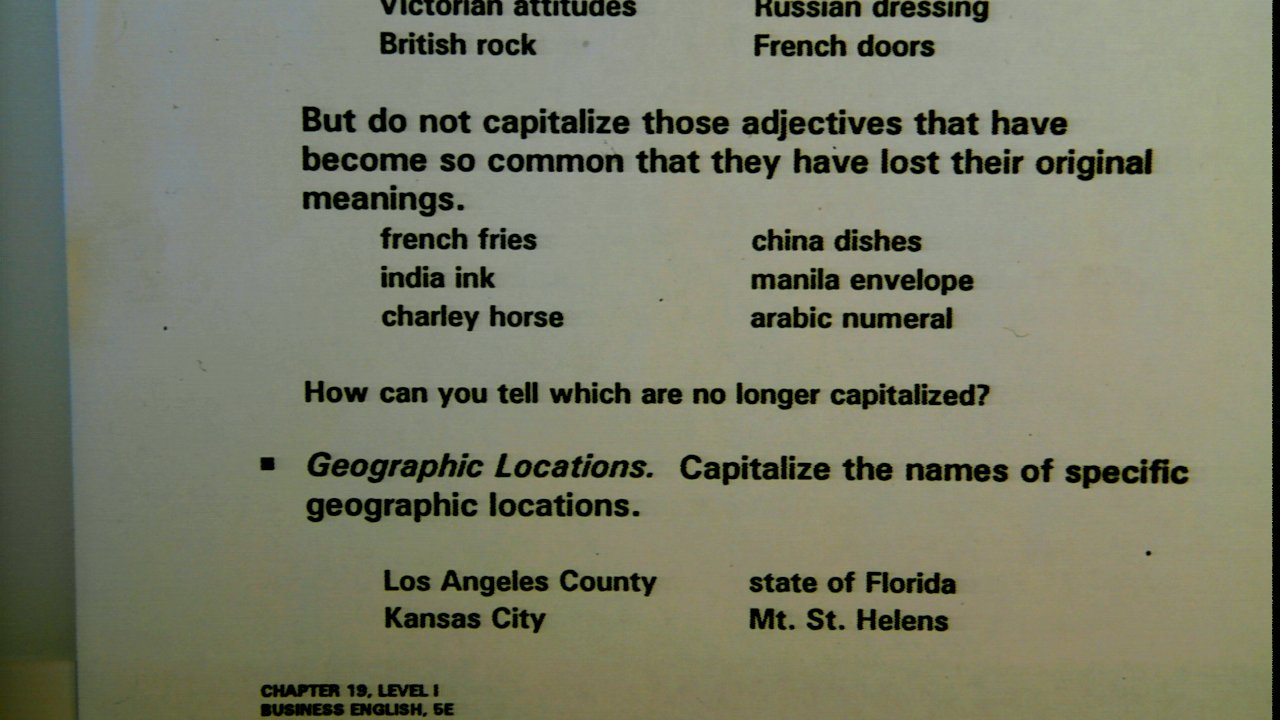 Victorian attitudes Russian dressing
British rock French doors
But do not capitalize those adjectives that have
become so common that they have lost their original
meanings.
french fries china dishes
india ink manila envelope
charley horse arabic numeral
How can you tell which are no longer capitalized?
■ Geographic Locations. Capitalize the names of specific
geographic locations.
Los Angeles County state of Florida
Kansas City Mt. St. Helens
CHAPTER 19, LEVEL I
BUSINESS ENGLISH, 5E